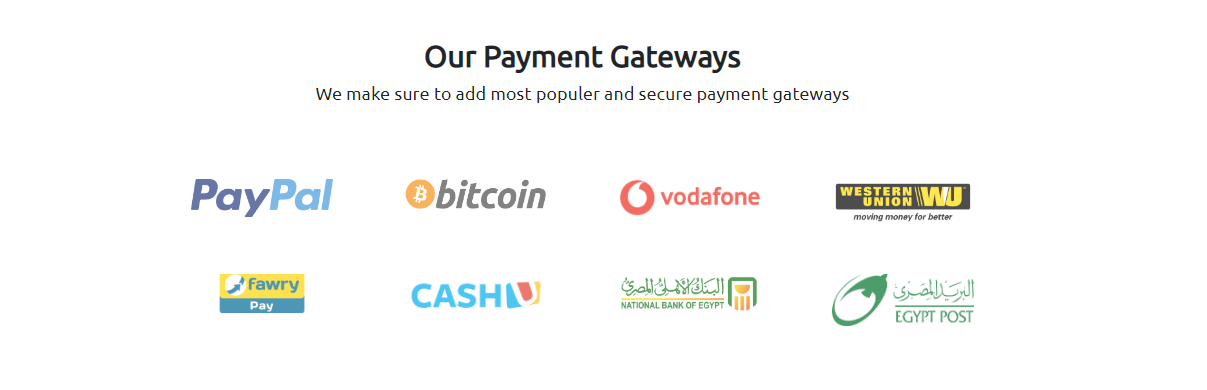 Our Payment Gateways
We make sure to add most populer and secure payment gateways
PayPal
bitcoin
vodafone
WESTERN
UNION WU
moving money for better
fawry
Pay
CASHU
البنك الأهلي المصري
NATIONAL BANK OF EGYPT
البريد المصري
EGYPT POST